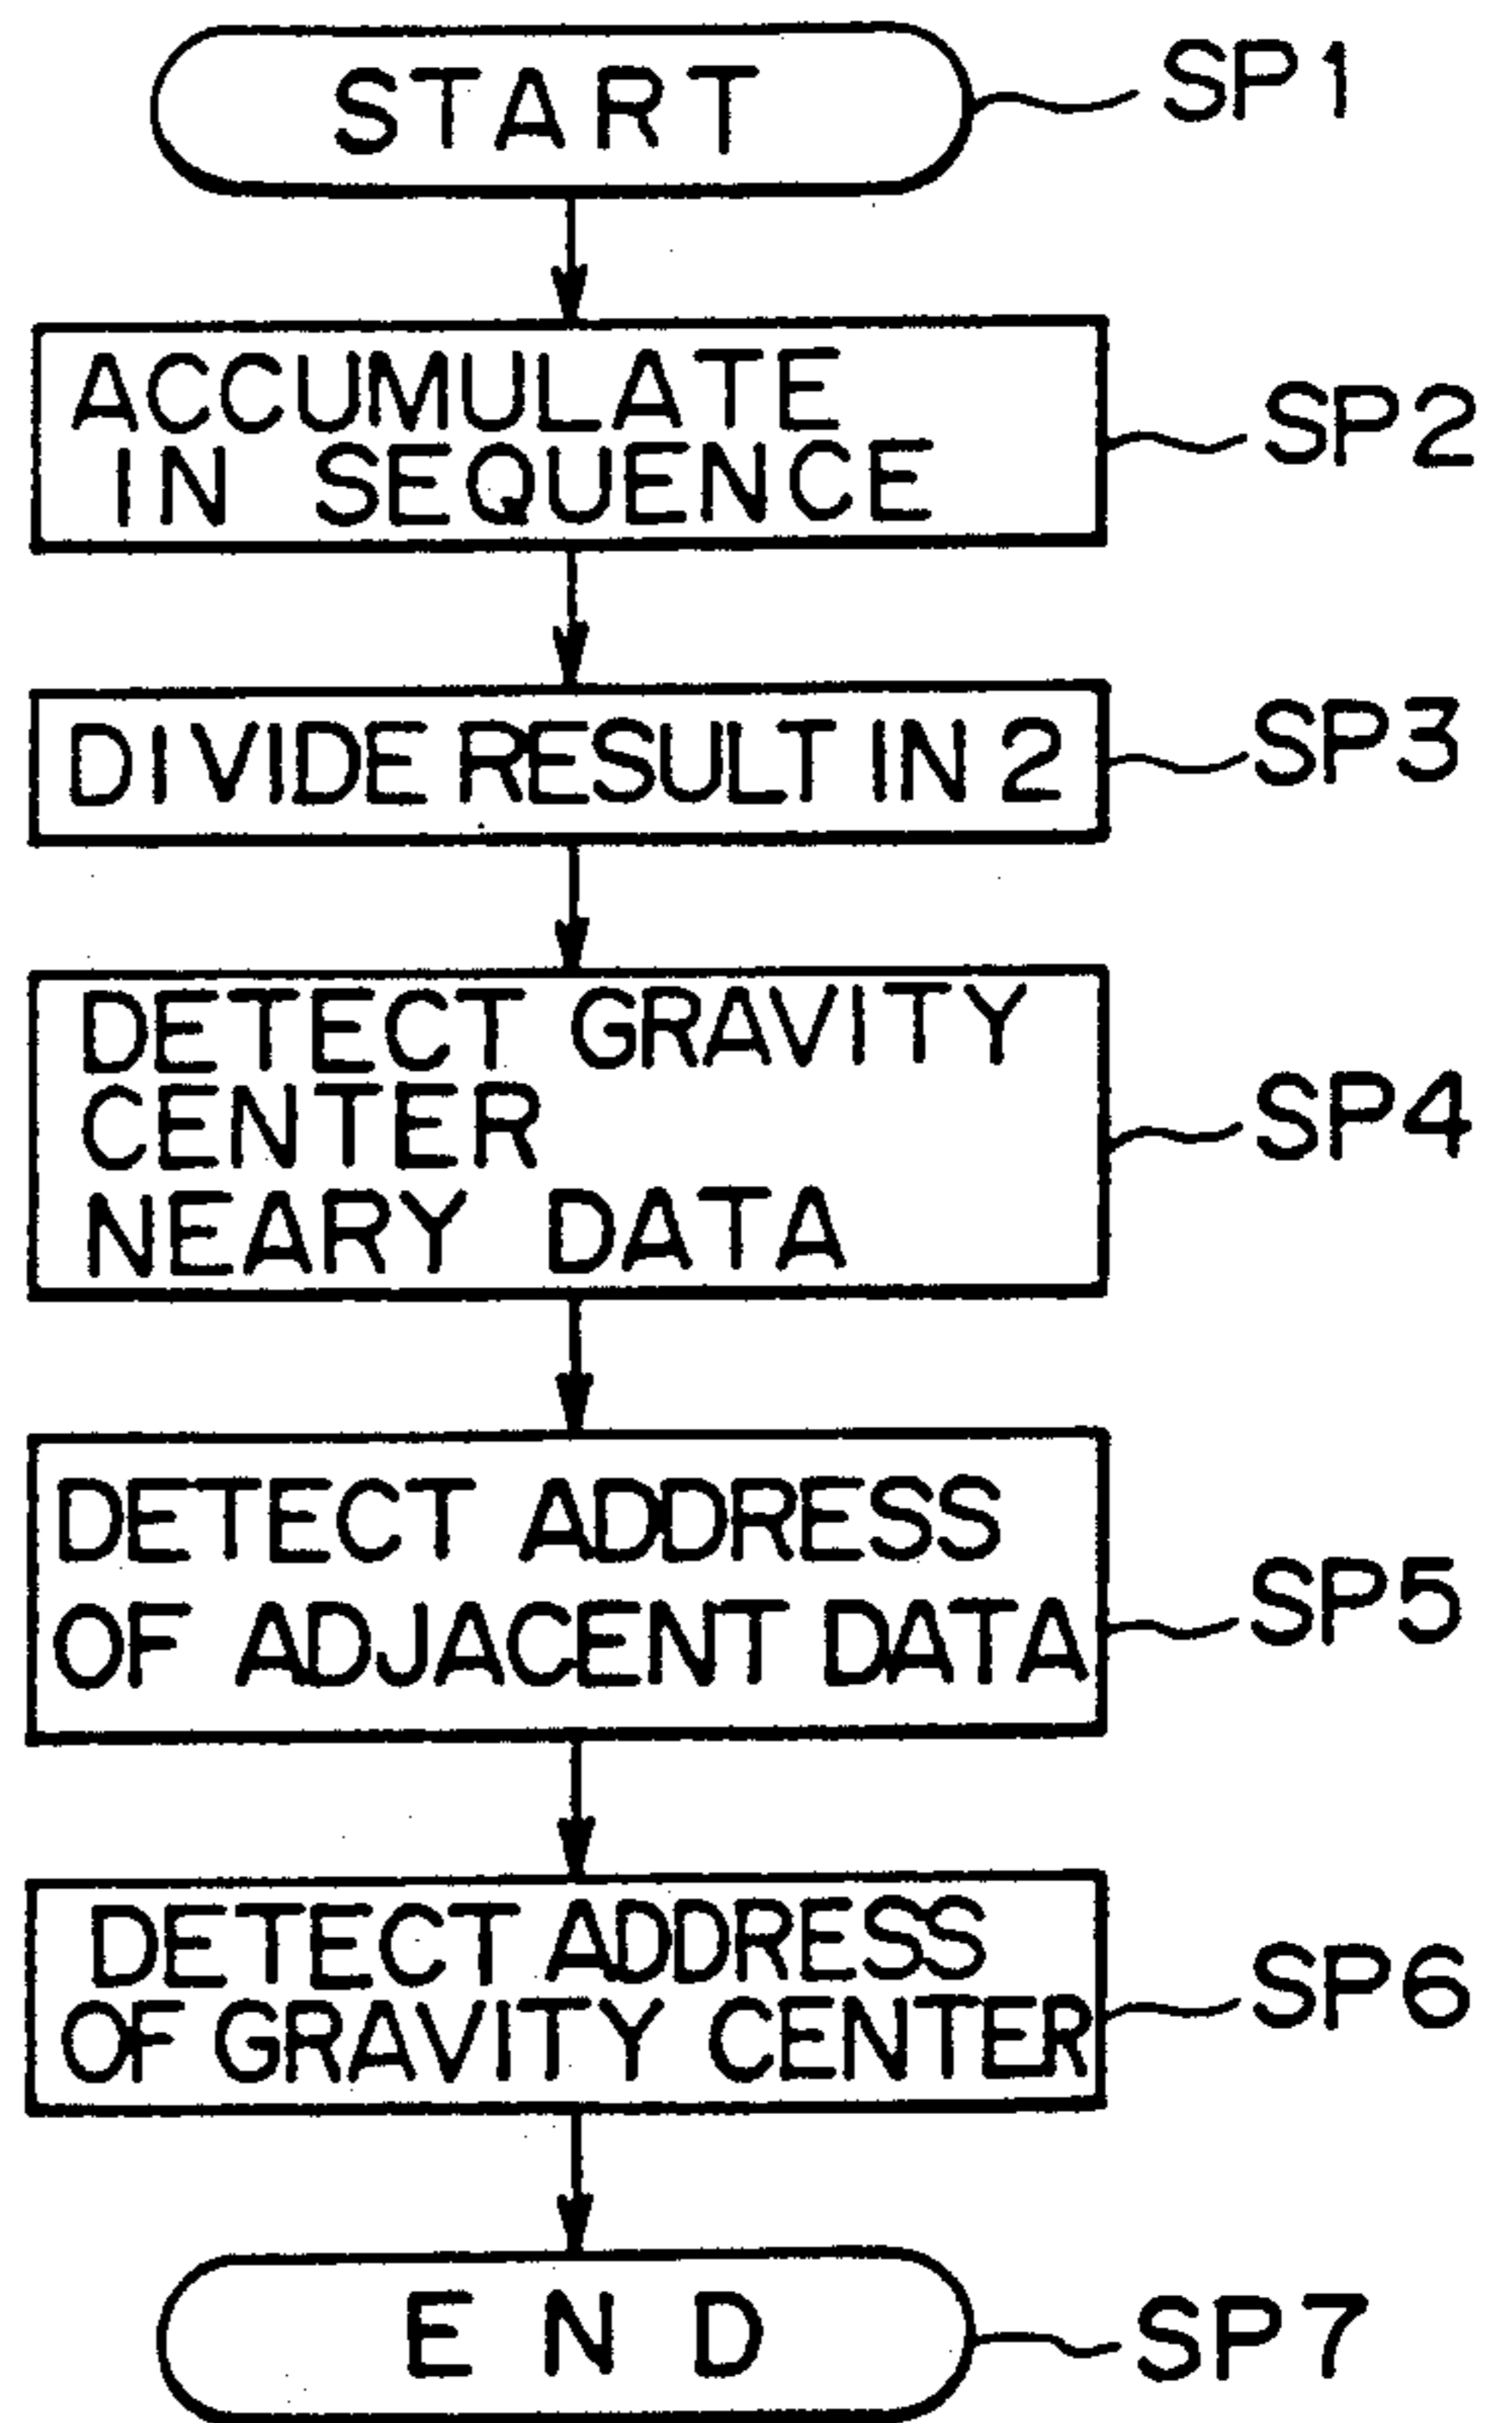 START
SP1
ACCUMULATE
IN SEQUENCE
SP2
DIVIDE RESULT IN 2
SP3
DETECT GRAVITY
CENTER
NEARY DATA
SP4
DETECT ADDRESS
OF ADJACENT DATA
SP5
DETECT ADDRESS
OF GRAVITY CENTER
SP6
END
SP7